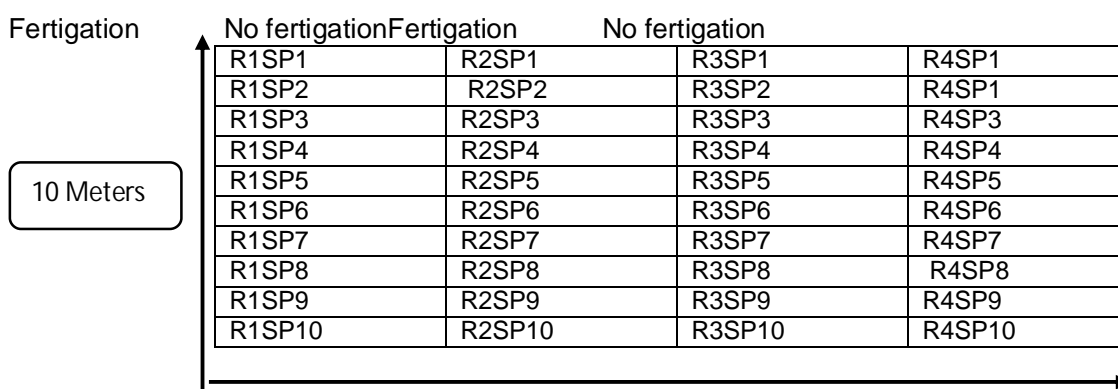 Fertigation No fertigationFertigation No fertigation
R1SP1 R2SP1 R3SP1 R4SP1
R1SP2 R2SP2 R3SP2 R4SP1
R1SP3 R2SP3 R3SP3 R4SP3
R1SP4 R2SP4 R3SP4 R4SP4
10 Meters
R1SP5 R2SP5 R3SP5 R4SP5
R1SP6 R2SP6 R3SP6 R4SP6
R1SP7 R2SP7 R3SP7 R4SP7
R1SP8 R2SP8 R3SP8 R4SP8
R1SP9 R2SP9 R3SP9 R4SP9
R1SP10 R2SP10 R3SP10 R4SP10